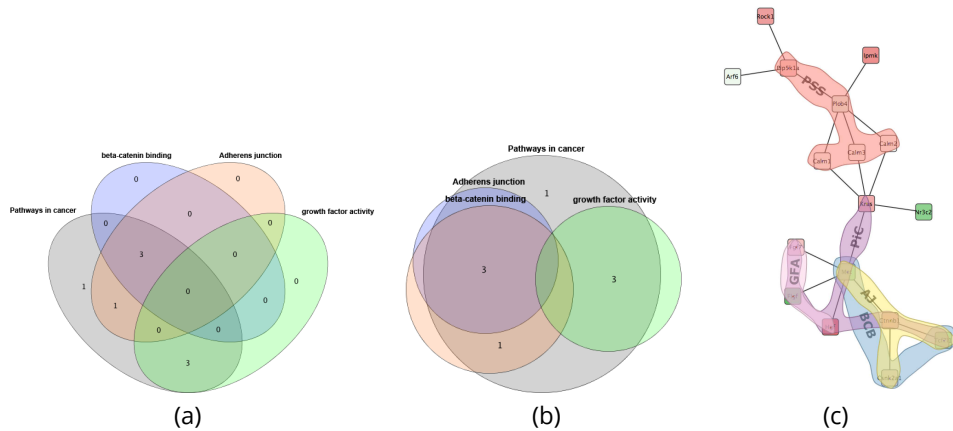 beta-catenin binding
Adherens junction
0
0
Pathways in cancer
growth factor activity
0
0
0
3
1
0
0
1
0
0
0
0
3
(a)
Pathways in cancer
1
Adherens junction
beta-catenin binding
growth factor activity
3
3
1
(b)
Rock1
Ipmk
Arf6
Pip5k1a
PSS
Plcb4
Calm2
Calm1
Calm3
Nr3c2
PiC
GFA
AJ
BCB
(c)